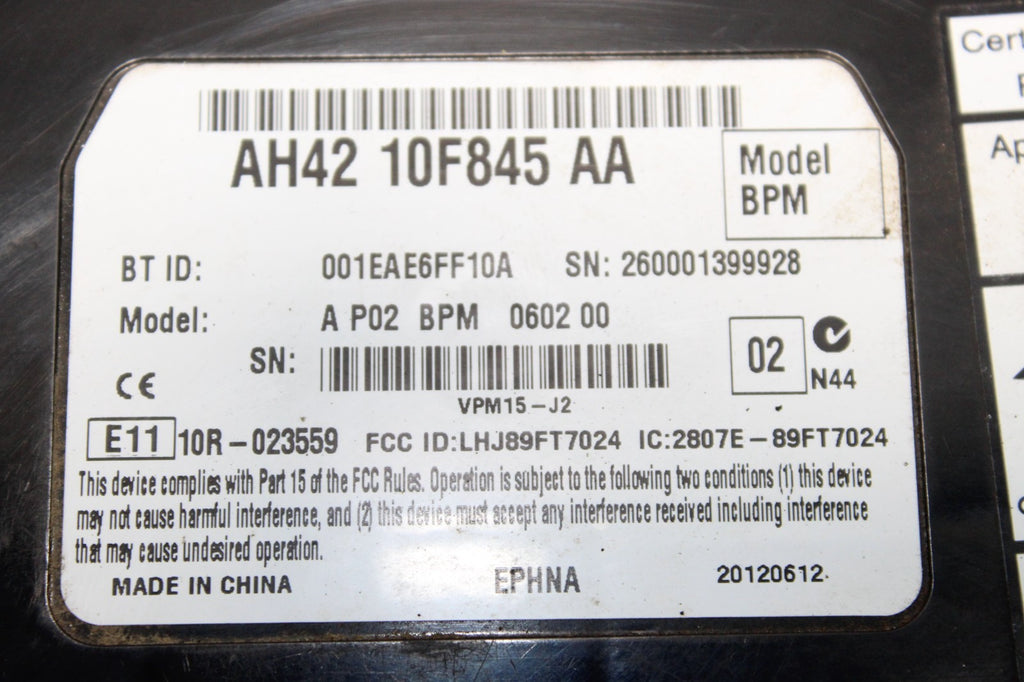 AH42 10F845 AA
Model
BPM
BT ID: 001EAE6FF10A SN: 260001399928
Model: A P02 BPM 0602 00
SN:
VPM15-J2
02
N44
CE
E11 10R-023559 FCC ID:LHJ89FT7024 IC:2807E-89FT7024
This device complies with Part 15 of the FCC Rules. Operation is subject to the following two conditions (1) this device
may not cause harmful interference, and (2) this device must accept any interference received including interference
that may cause undesired operation.
MADE IN CHINA EPHNA 20120612
Cert
Ap